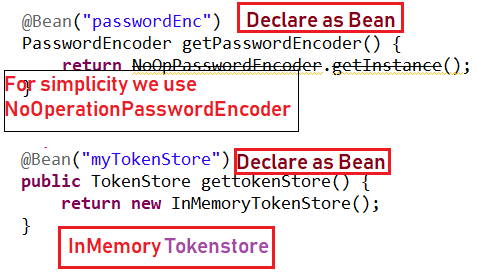 @Bean("passwordEnc")
Declare as Bean
PasswordEncoder getPasswordEncoder() {
return NoOpPasswordEncoder.getInstance();
}
For simplicity we use
NoOperationPasswordEncoder
@Bean("myTokenStore")
Declare as Bean
public TokenStore gettokenStore() {
return new InMemoryTokenStore();
}
InMemory Tokenstore